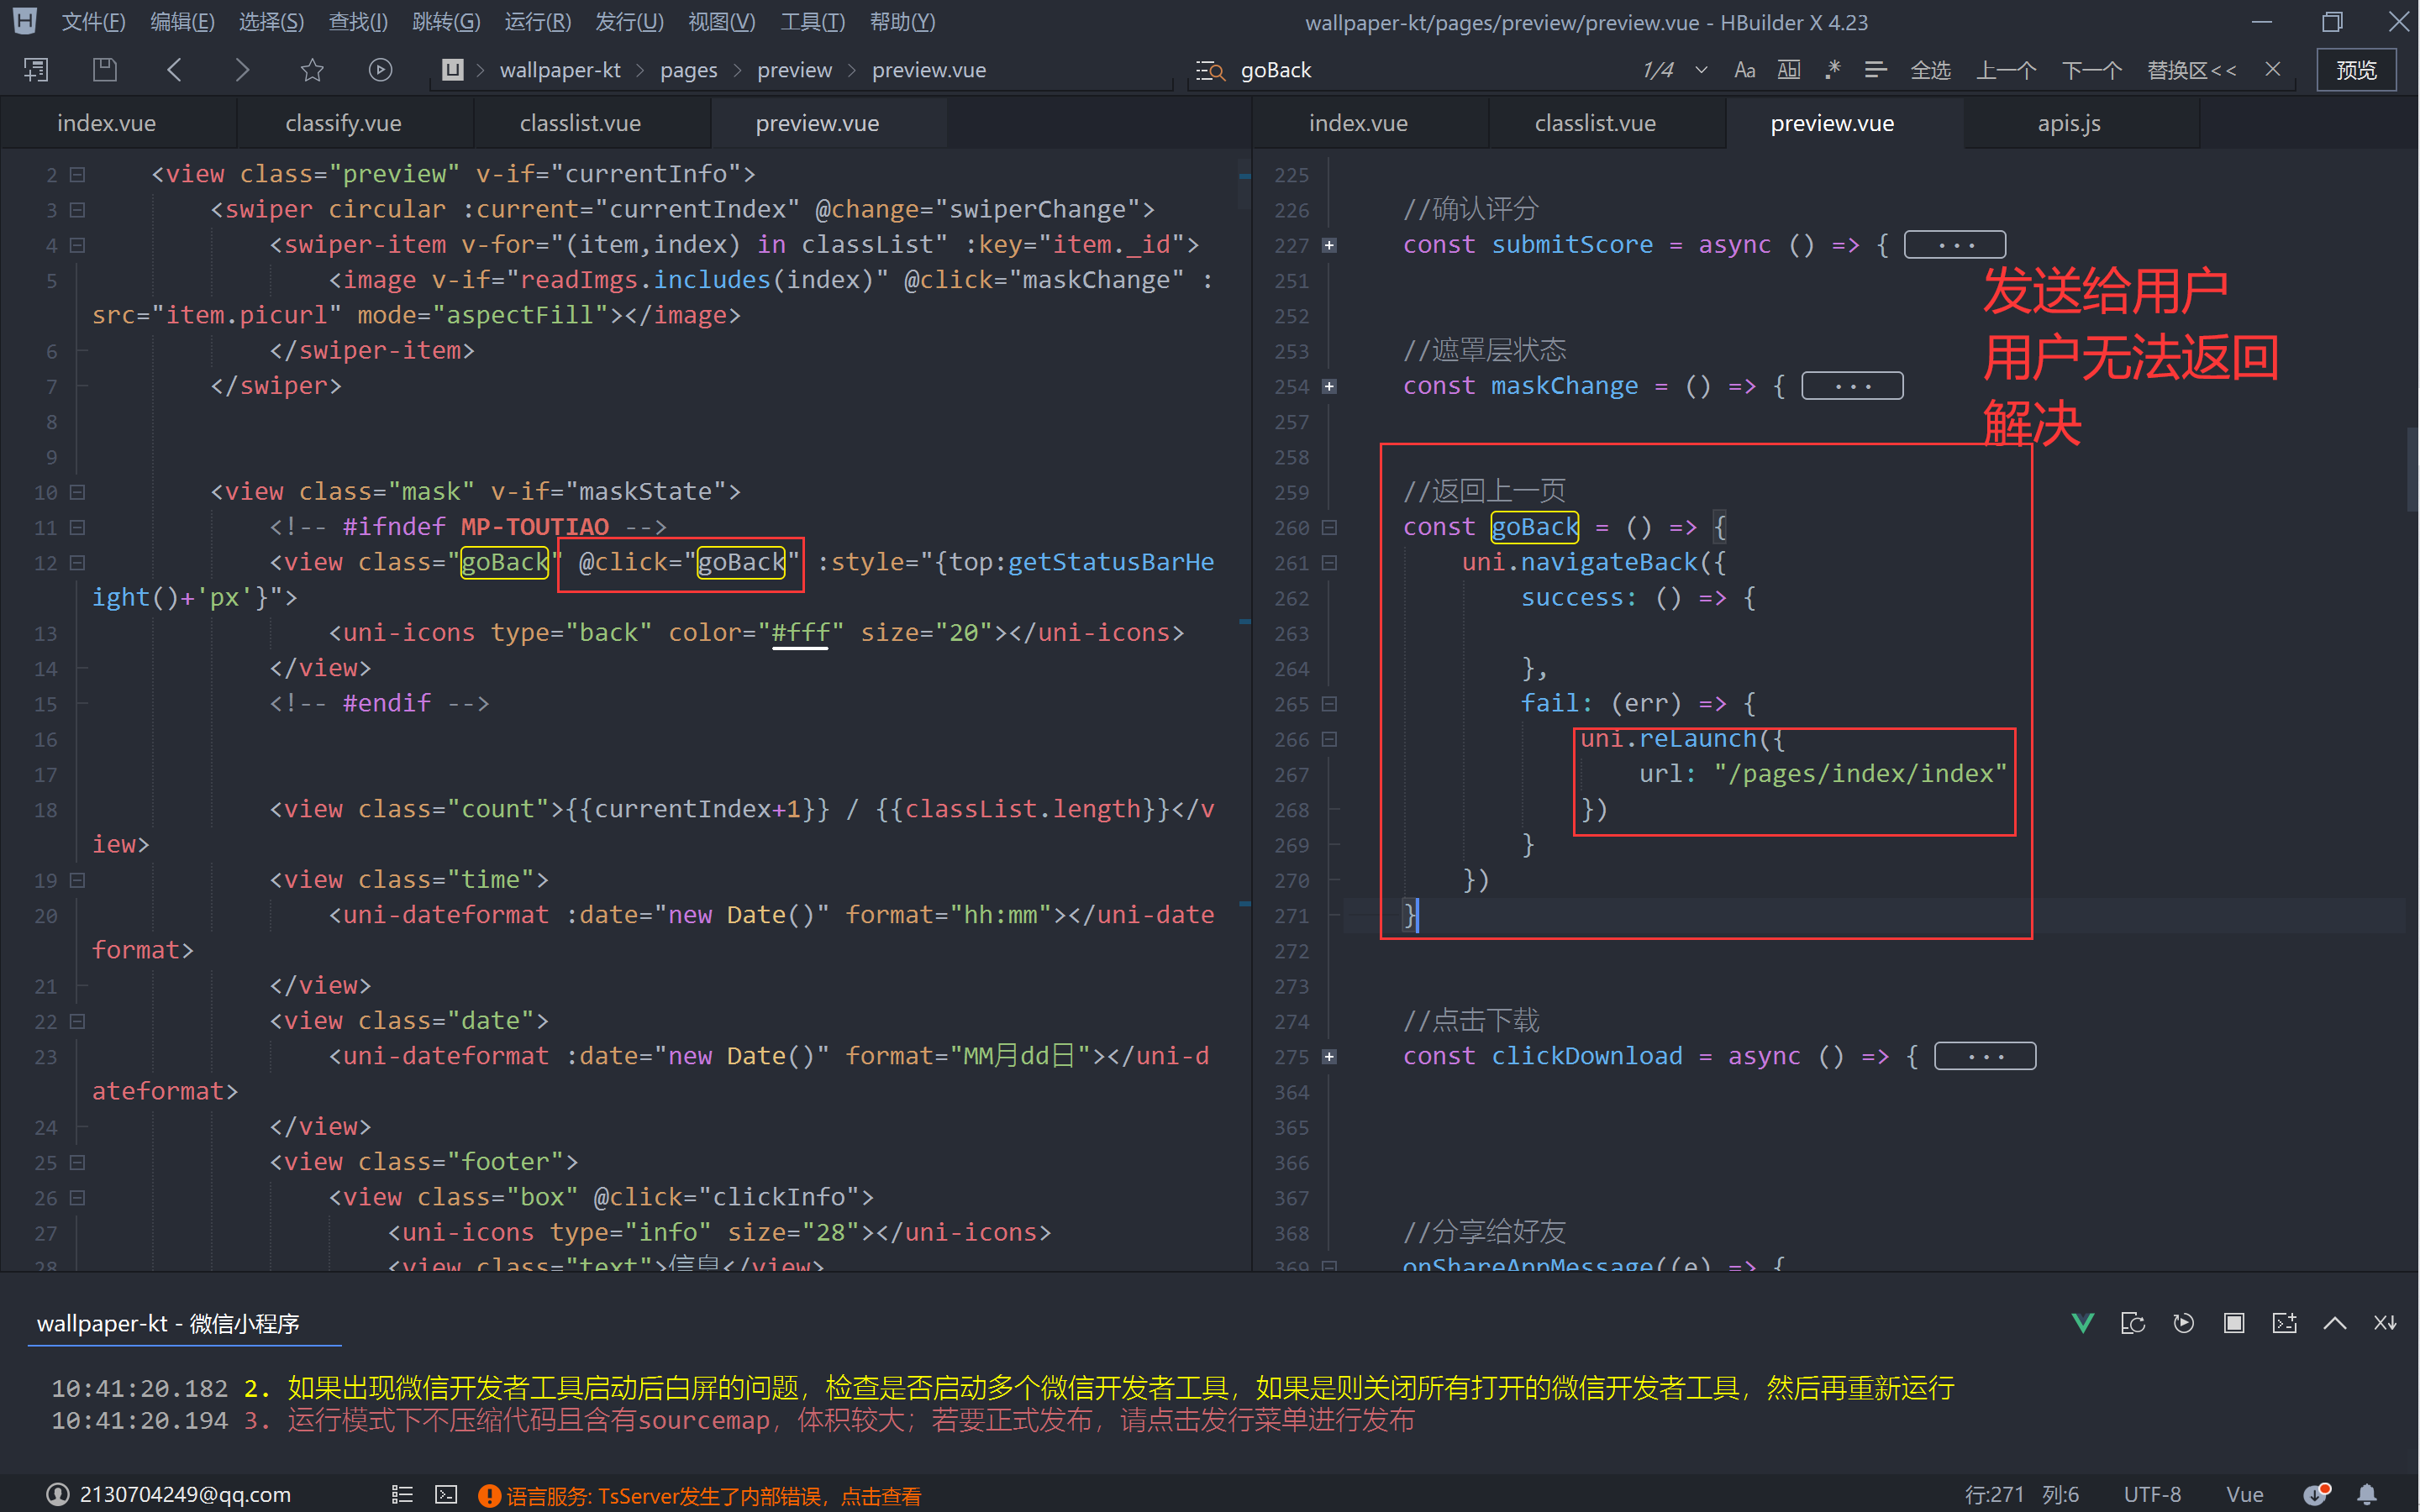 文件(F) 编辑(E) 选择(S) 查找(I) 跳转(G) 运行(R) 发行(U) 视图(V) 工具(T) 帮助(Y)
wallpaper-kt/pages/preview/preview.vue - HBuilder X 4.23
wallpaper-kt pages preview preview.vue
goBack 1/4 Aa Ab .* 全选 上一个 下一个 替换区<< 预览
index.vue classify.vue classlist.vue preview.vue
2 <view class="preview" v-if="currentInfo">
3 <swiper circular :current="currentIndex" @change="swiperChange">
4 <swiper-item v-for="(item,index) in classList" :key="item._id">
5 <image v-if="readImgs.includes(index)" @click="maskChange" :
src="item.picurl" mode="aspectFill"></image>
6 </swiper-item>
7 </swiper>
8
9
10 <view class="mask" v-if="maskState">
11 <!-- #ifndef MP-TOUTIAO -->
12 <view class="goBack" @click="goBack" :style="{top:getStatusBarHe
ight()+'px'}">
13 <uni-icons type="back" color="#fff" size="20"></uni-icons>
14 </view>
15 <!-- #endif -->
16
17
18 <view class="count">{{currentIndex+1}} / {{classList.length}}</v
iew>
19 <view class="time">
20 <uni-dateformat :date="new Date()" format="hh:mm"></uni-date
format>
21 </view>
22 <view class="date">
23 <uni-dateformat :date="new Date()" format="MM月dd日"></uni-d
ateformat>
24 </view>
25 <view class="footer">
26 <view class="box" @click="clickInfo">
27 <uni-icons type="info" size="28"></uni-icons>
28 <view class="text">信息</view>
index.vue classlist.vue preview.vue apis.js
225
226 //确认评分
227 const submitScore = async () => { ...
251
252
253 //遮罩层状态
254 const maskChange = () => { ...
257
258
259 //返回上一页
260 const goBack = () => {
261 uni.navigateBack({
262 success: () => {
263
264 },
265 fail: (err) => {
266 uni.reLaunch({
267 url: "/pages/index/index"
268 })
269 }
270 })
271 }
272
273
274 //点击下载
275 const clickDownload = async () => { ...
364
365
366
367
368 //分享给好友
369 onShareAppMessage((e) => {
发送给用户
用户无法返回
解决
wallpaper-kt - 微信小程序
10:41:20.182 2. 如果出现微信开发者工具启动后白屏的问题，检查是否启动多个微信开发者工具，如果是则关闭所有打开的微信开发者工具，然后再重新运行
10:41:20.194 3. 运行模式下不压缩代码且含有sourcemap，体积较大；若要正式发布，请点击发行菜单进行发布
2130704249@qq.com 语言服务: TsServer发生了内部错误，点击查看 行:271 列:6 UTF-8 Vue